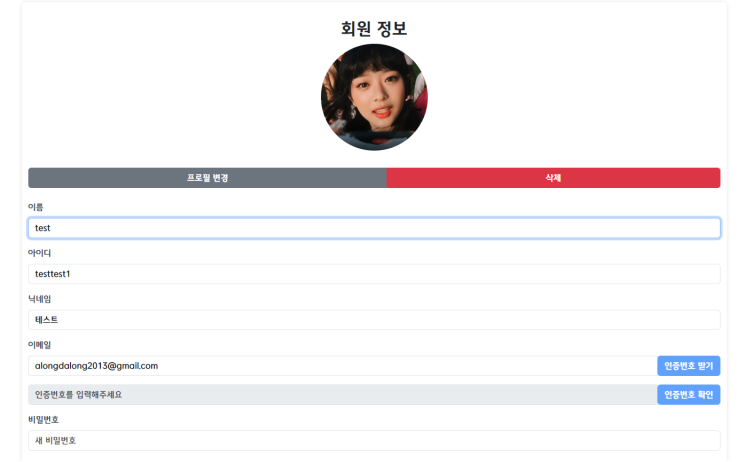 회원 정보
프로필 변경 삭제
이름
test
아이디
testtest1
닉네임
테스트
이메일
alongdalong2013@gmail.com 인증번호 받기
인증번호를 입력해주세요 인증번호 확인
비밀번호
새 비밀번호